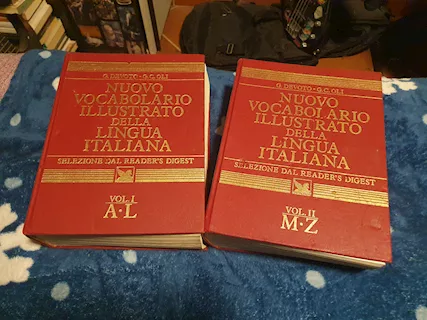 G. DEVOTO - G.C. OLI
NUOVO
VOCABOLARIO
ILLUSTRATO
DELLA
LINGUA
ITALIANA
SELEZIONE DAL READER'S DIGEST
VOL. I
A-L
G. DEVOTO - G.C. OLI
NUOVO
VOCABOLARIO
ILLUSTRATO
DELLA
LINGUA
ITALIANA
SELEZIONE DAL READER'S DIGEST
VOL. II
M-Z